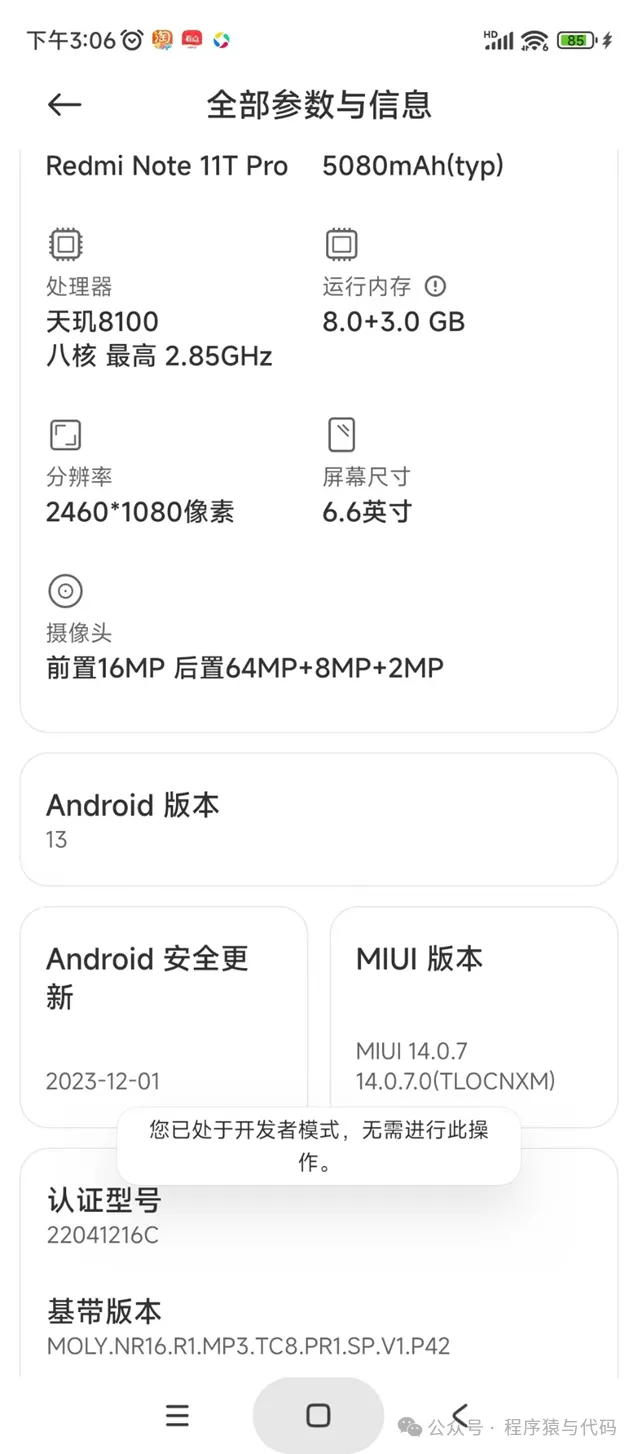 下午3:06
HD
6
85
全部参数与信息
Redmi Note 11T Pro
5080mAh(typ)
处理器
运行内存
天玑8100
8.0+3.0 GB
八核 最高 2.85GHz
分辨率
屏幕尺寸
2460*1080像素
6.6英寸
摄像头
前置16MP 后置64MP+8MP+2MP
Android 版本
13
Android 安全更
新
2023-12-01
MIUI 版本
MIUI 14.0.7
14.0.7.0(TLOCNXM)
您已处于开发者模式，无需进行此操
作。
认证型号
22041216C
基带版本
MOLY.NR16.R1.MP3.TC8.PR1.SP.V1.P42
公众号 · 程序猿与代码